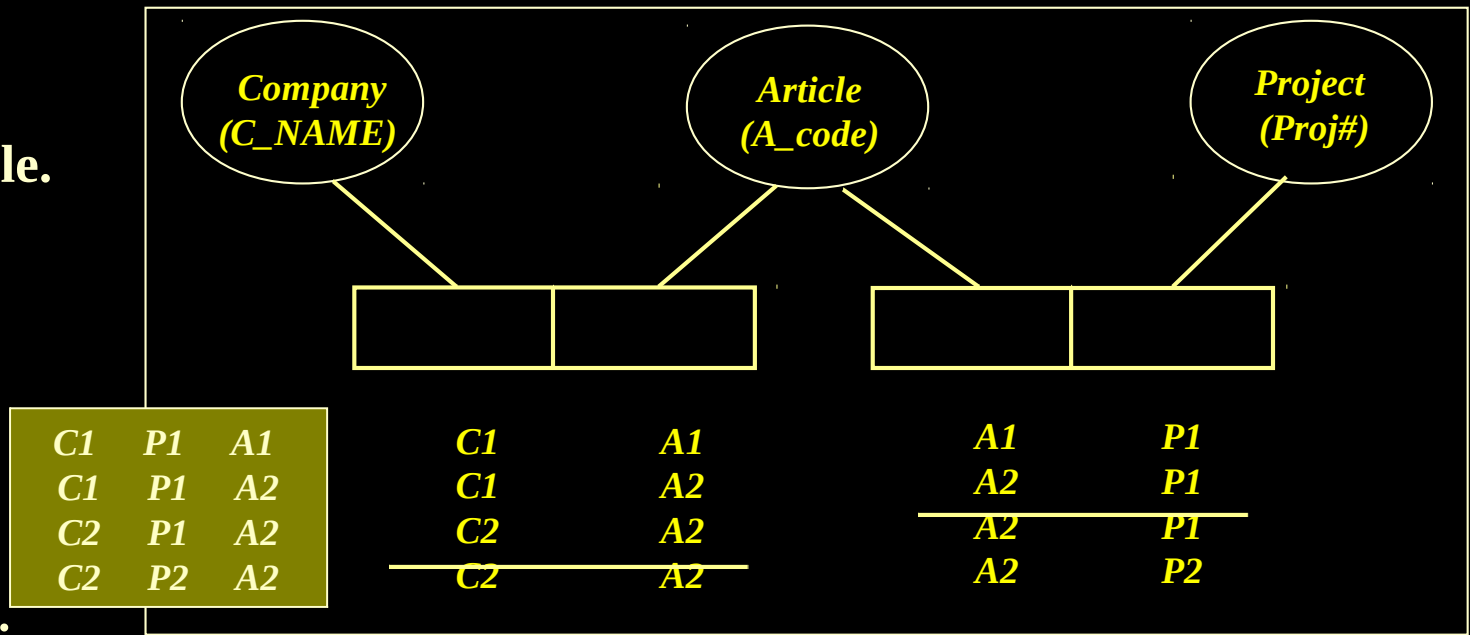 Company
(C_NAME)
Article
(A_code)
Project
(Proj#)
le.
C1 P1 A1
C1 P1 A2
C2 P1 A2
C2 P2 A2
C1 A1
C1 A2
C2 A2
C2 A2
A1 P1
A2 P1
A2 P1
A2 P2
.